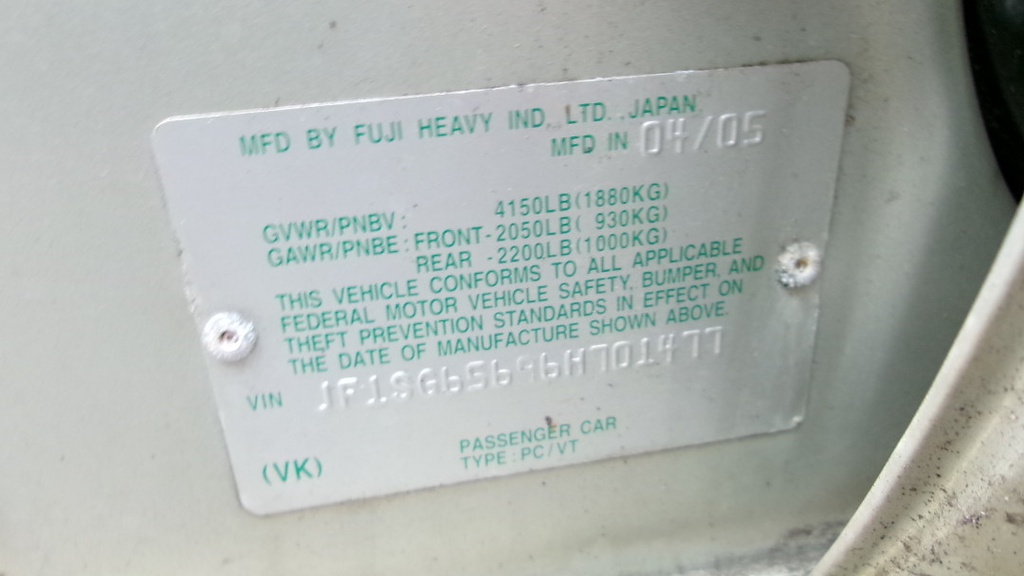 MFD BY FUJI HEAVY IND. LTD., JAPAN
MFD IN 04/05
GVWR/PNBV: 4150LB(1880KG)
GAWR/PNBE: FRONT-2050LB( 930KG)
REAR -2200LB(1000KG)
THIS VEHICLE CONFORMS TO ALL APPLICABLE
FEDERAL MOTOR VEHICLE SAFETY, BUMPER, AND
THEFT PREVENTION STANDARDS IN EFFECT ON
THE DATE OF MANUFACTURE SHOWN ABOVE.
VIN
PASSENGER CAR
(VK) TYPE: PC/VT